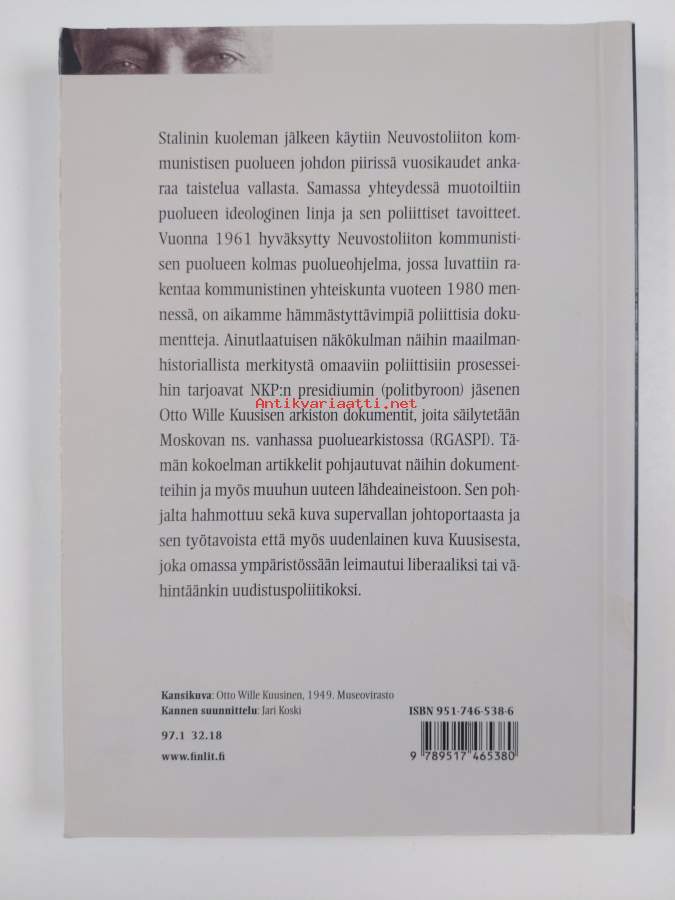 Stalinin kuoleman jälkeen käytiin Neuvostoliiton kom-
munistisen puolueen johdon piirissä vuosikaudet anka-
raa taistelua vallasta. Samassa yhteydessä muotoiltiin
puolueen ideologinen linja ja sen poliittiset tavoitteet.
Vuonna 1961 hyväksytty Neuvostoliiton kommunisti-
sen puolueen kolmas puolueohjelma, jossa luvattiin ra-
kentaa kommunistinen yhteiskunta vuoteen 1980 men-
nessä, on aikamme hämmästyttävimpiä poliittisia doku-
mentteja. Ainutlaatuisen näkökulman näihin maailman-
historiallista merkitystä omaaviin poliittisiin prosessei-
hin tarjoavat NKP:n presidiumin (politbyroon) jäsenen
Antikvariaatti.net
Otto Wille Kuusisen arkiston dokumentit, joita säilytetään
Moskovan ns. vanhassa puoluearkistossa (RGASPI). Tä-
män kokoelman artikkelit pohjautuvat näihin dokument-
teihin ja myös muuhun uuteen lähdeaineistoon. Sen poh-
jalta hahmottuu sekä kuva supervallan johtoportaasta ja
sen työtavoista että myös uudenlainen kuva Kuusisesta,
joka omassa ympäristössään leimautui liberaaliksi tai vä-
hintäänkin uudistuspoliitikoksi.
Kansikuva: Otto Wille Kuusinen, 1949. Museovirasto
Kannen suunnittelu: Jari Koski
97.1 32.18
www.finlit.fi
ISBN 951-746-538-6
9 789517 465380